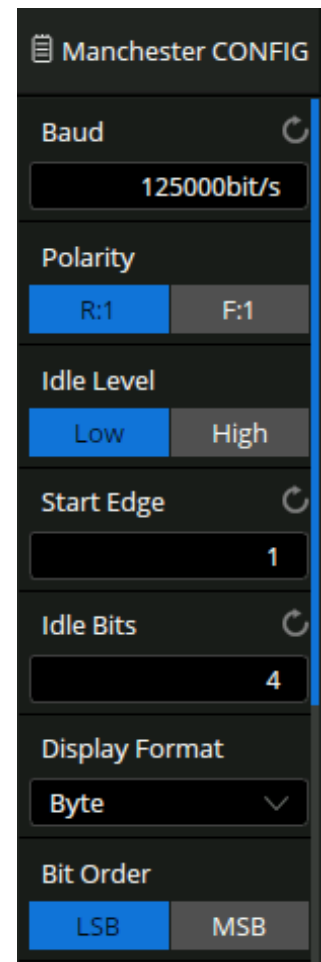 Manchester CONFIG
Baud
125000bit/s
Polarity
R:1 F:1
Idle Level
Low High
Start Edge
1
Idle Bits
4
Display Format
Byte
Bit Order
LSB MSB